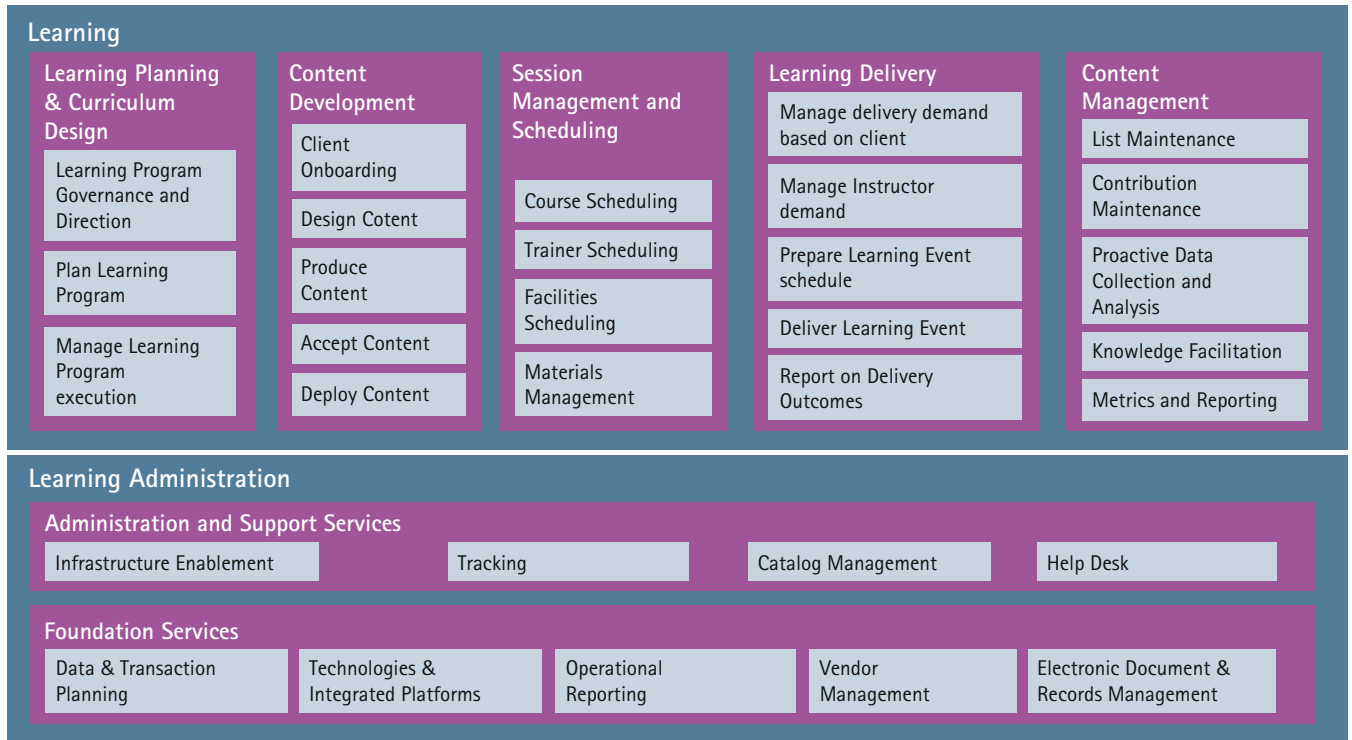 Learning
Learning Planning
& Curriculum
Design
Learning Program
Governance and
Direction
Plan Learning
Program
Manage Learning
Program
execution
Content
Development
Client
Onboarding
Design Cotent
Produce
Content
Accept Content
Deploy Content
Session
Management and
Scheduling
Course Scheduling
Trainer Scheduling
Facilities
Scheduling
Materials
Management
Learning Delivery
Manage delivery demand
based on client
Manage Instructor
demand
Prepare Learning Event
schedule
Deliver Learning Event
Report on Delivery
Outcomes
Content
Management
List Maintenance
Contribution
Maintenance
Proactive Data
Collection and
Analysis
Knowledge Facilitation
Metrics and Reporting
Learning Administration
Administration and Support Services
Infrastructure Enablement
Tracking
Catalog Management
Help Desk
Foundation Services
Data & Transaction
Planning
Technologies &
Integrated Platforms
Operational
Reporting
Vendor
Management
Electronic Document &
Records Management